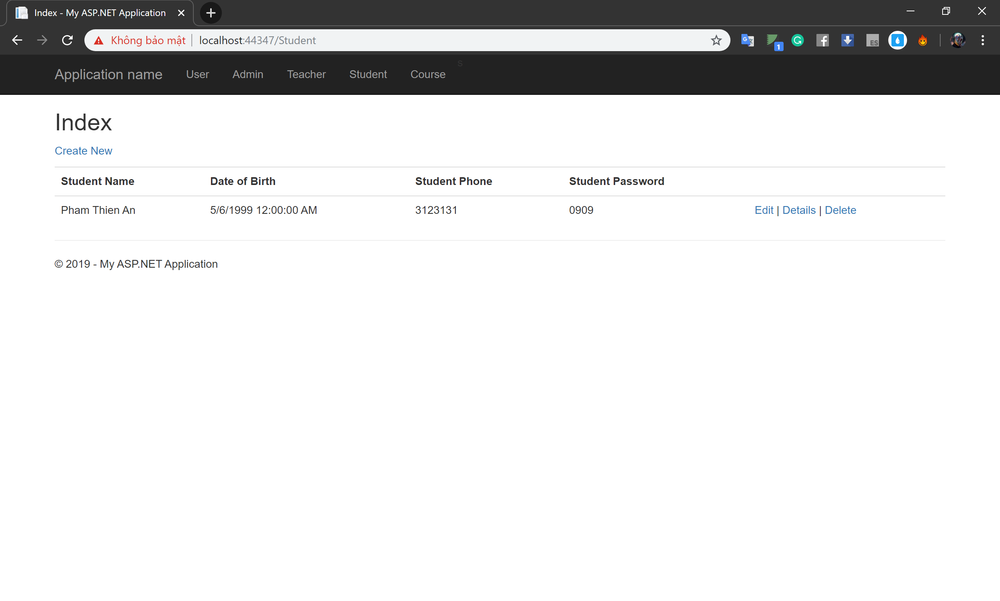 Index - My ASP.NET Application
Không bảo mật localhost:44347/Student
G 1 G f ES
Application name User Admin Teacher Student Course s
Index
Create New
Student Name Date of Birth Student Phone Student Password
Pham Thien An 5/6/1999 12:00:00 AM 3123131 0909 Edit | Details | Delete
© 2019 - My ASP.NET Application